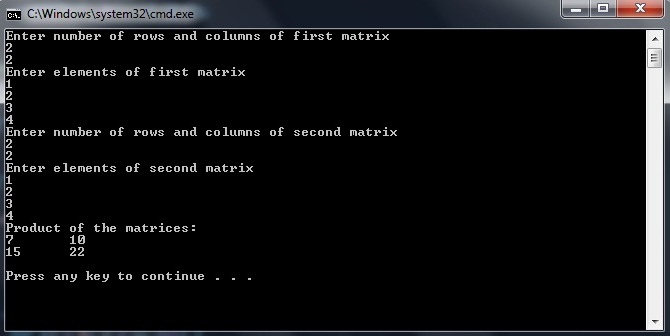 C:\Windows\system32\cmd.exe
Enter number of rows and columns of first matrix
2
2
Enter elements of first matrix
1
2
3
4
Enter number of rows and columns of second matrix
2
2
Enter elements of second matrix
1
2
3
4
Product of the matrices:
7 10
15 22
Press any key to continue . . .